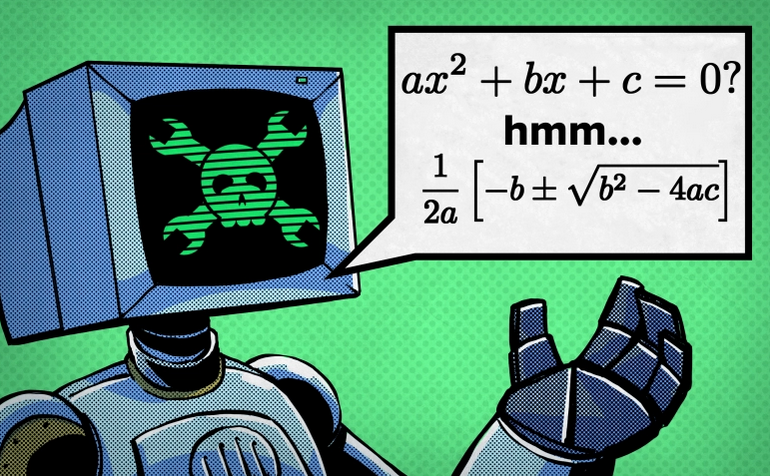 ax² + bx + c = 0?
hmm...
1/2a [-b ± √b² - 4ac]